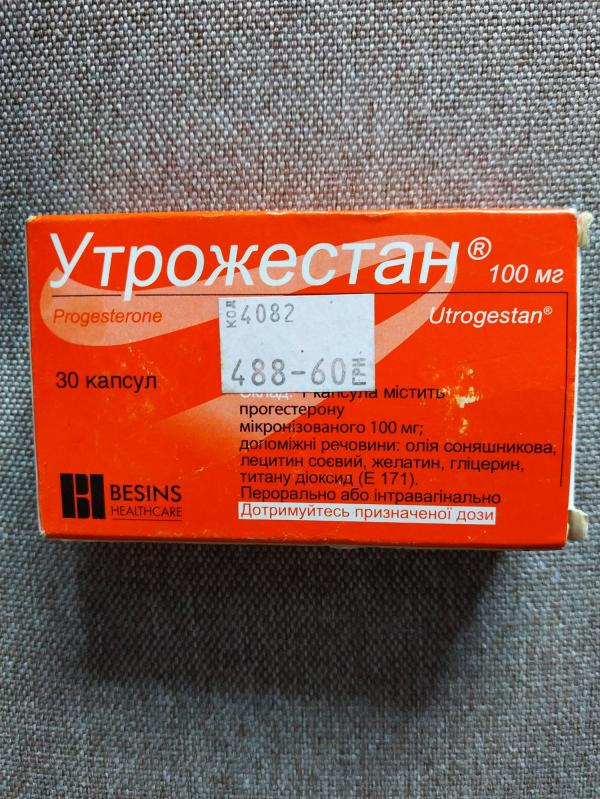 Утрожестан® 100 мг
Progesterone Utrogestan®
КОД 4082
488-60 ГРН
30 капсул
1 капсула містить
прогестерону
мікронізованого 100 мг;
допоміжні речовини: олія соняшникова,
лецитин соєвий, желатин, гліцерин,
титану діоксид (Е 171).
Перорально або інтравагінально
Дотримуйтесь призначеної дози
BESINS
HEALTHCARE